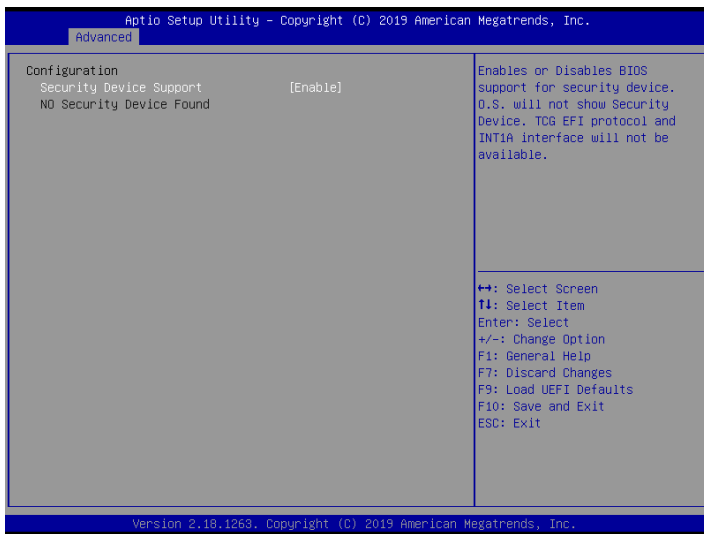 Aptio Setup Utility – Copyright (C) 2019 American Megatrends, Inc.
Advanced
Configuration
Security Device Support [Enable]
NO Security Device Found
Enables or Disables BIOS
support for security device.
O.S. will not show Security
Device. TCG EFI protocol and
INT1A interface will not be
available.
↔: Select Screen
↑↓: Select Item
Enter: Select
+/-: Change Option
F1: General Help
F7: Discard Changes
F9: Load UEFI Defaults
F10: Save and Exit
ESC: Exit
Version 2.18.1263. Copyright (C) 2019 American Megatrends, Inc.